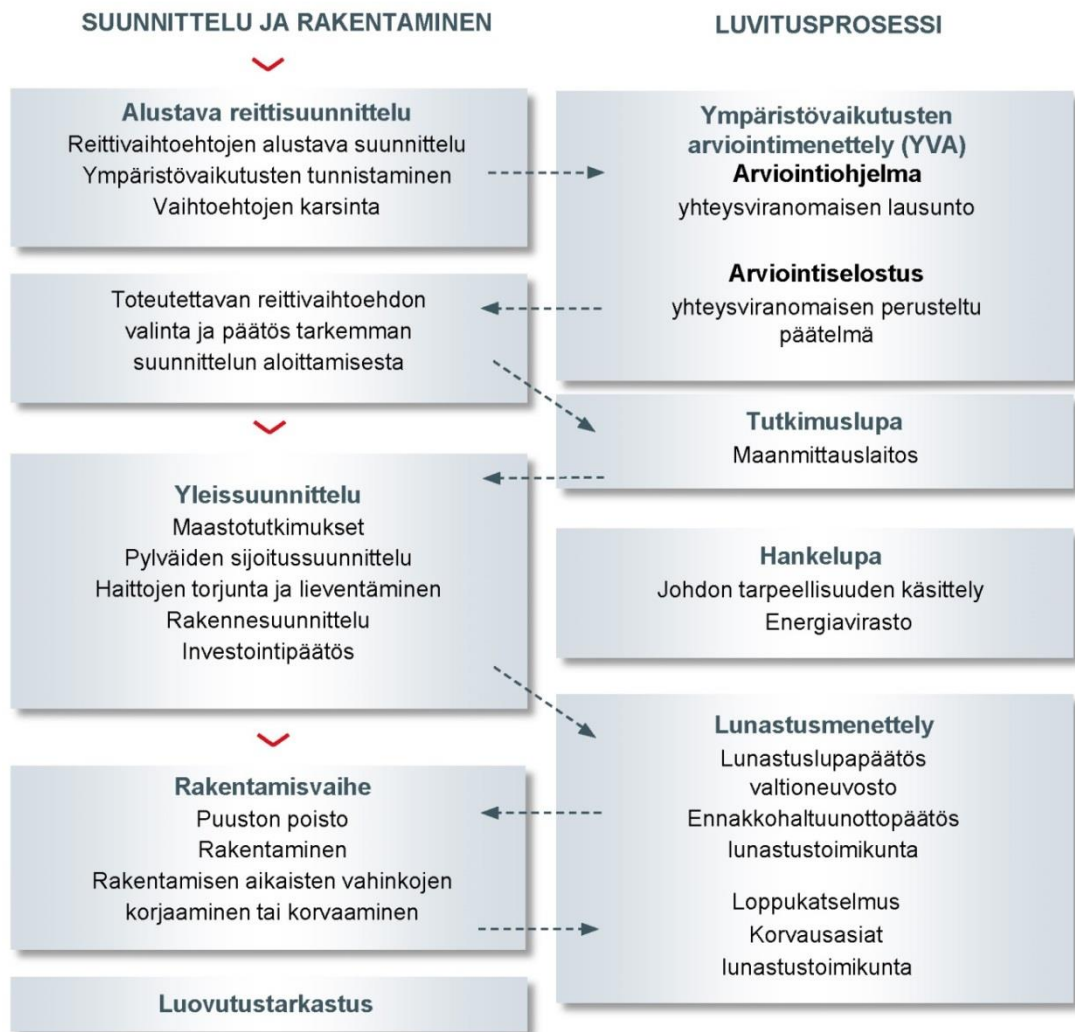 SUUNNITTELU JA RAKENTAMINEN
Alustava reittisuunnittelu
Reittivaihtoehtojen alustava suunnittelu
Ympäristövaikutusten tunnistaminen
Vaihtoehtojen karsinta
Toteutettavan reittivaihtoehdon
valinta ja päätös tarkemman
suunnittelun aloittamisesta
Yleissuunnittelu
Maastotutkimukset
Pylväiden sijoitussuunnittelu
Haittojen torjunta ja lieventäminen
Rakennesuunnittelu
Investointipäätös
Rakentamisvaihe
Puuston poisto
Rakentaminen
Rakentamisen aikaisten vahinkojen
korjaaminen tai korvaaminen
Luovutustarkastus
LUVITUSPROSESSI
Ympäristövaikutusten
arviointimenettely (YVA)
Arviointiohjelma
yhteysviranomaisen lausunto
Arviointiselostus
yhteysviranomaisen perusteltu
päätelmä
Tutkimuslupa
Maanmittauslaitos
Hankelupa
Johdon tarpeellisuuden käsittely
Energiavirasto
Lunastusmenettely
Lunastuslupapäätös
valtioneuvosto
Ennakkohaltuunottopäätös
lunastustoimikunta
Loppukatselmus
Korvausasiat
lunastustoimikunta